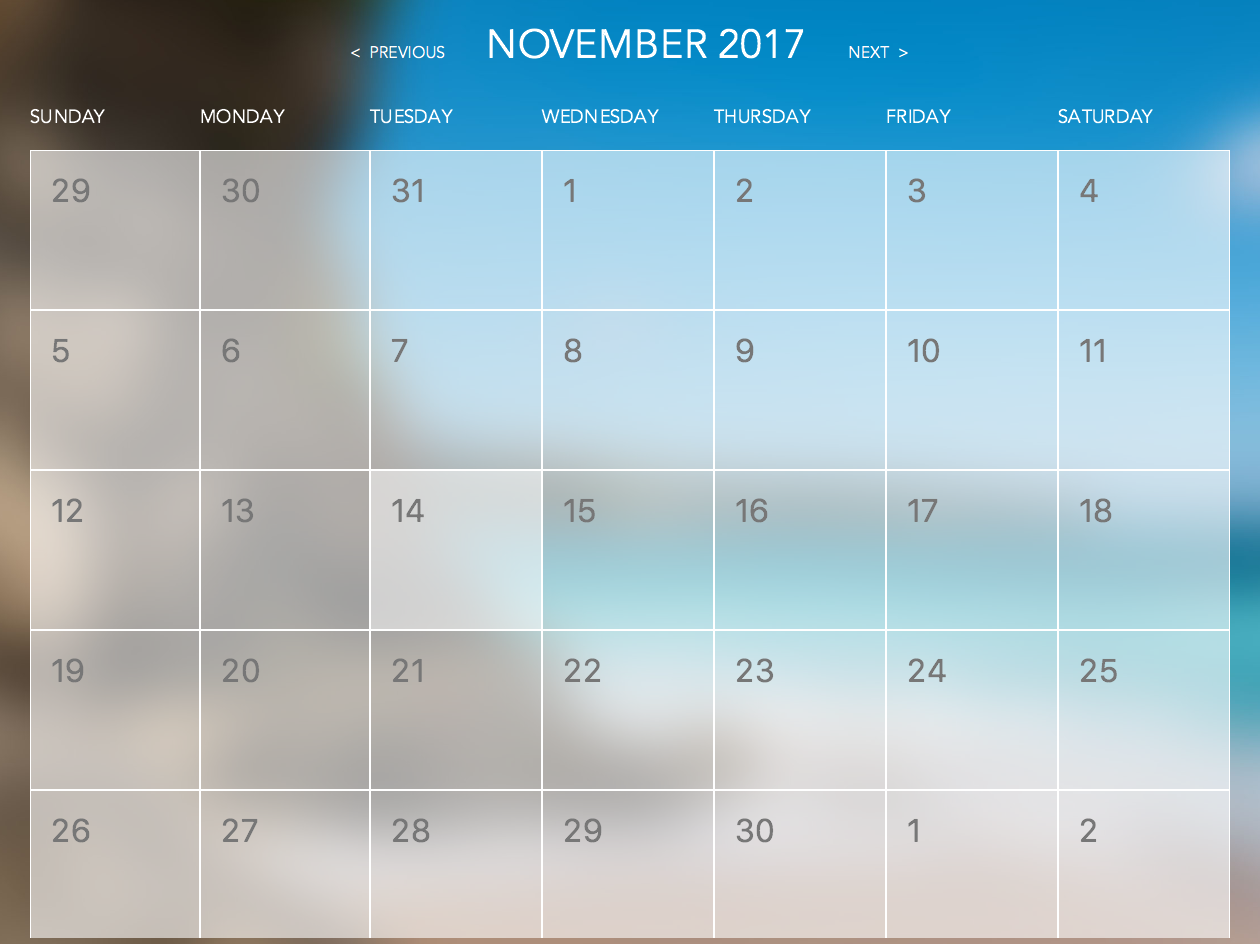 < PREVIOUS NOVEMBER 2017 NEXT >
SUNDAY MONDAY TUESDAY WEDNESDAY THURSDAY FRIDAY SATURDAY
29 30 31 1 2 3 4
5 6 7 8 9 10 11
12 13 14 15 16 17 18
19 20 21 22 23 24 25
26 27 28 29 30 1 2